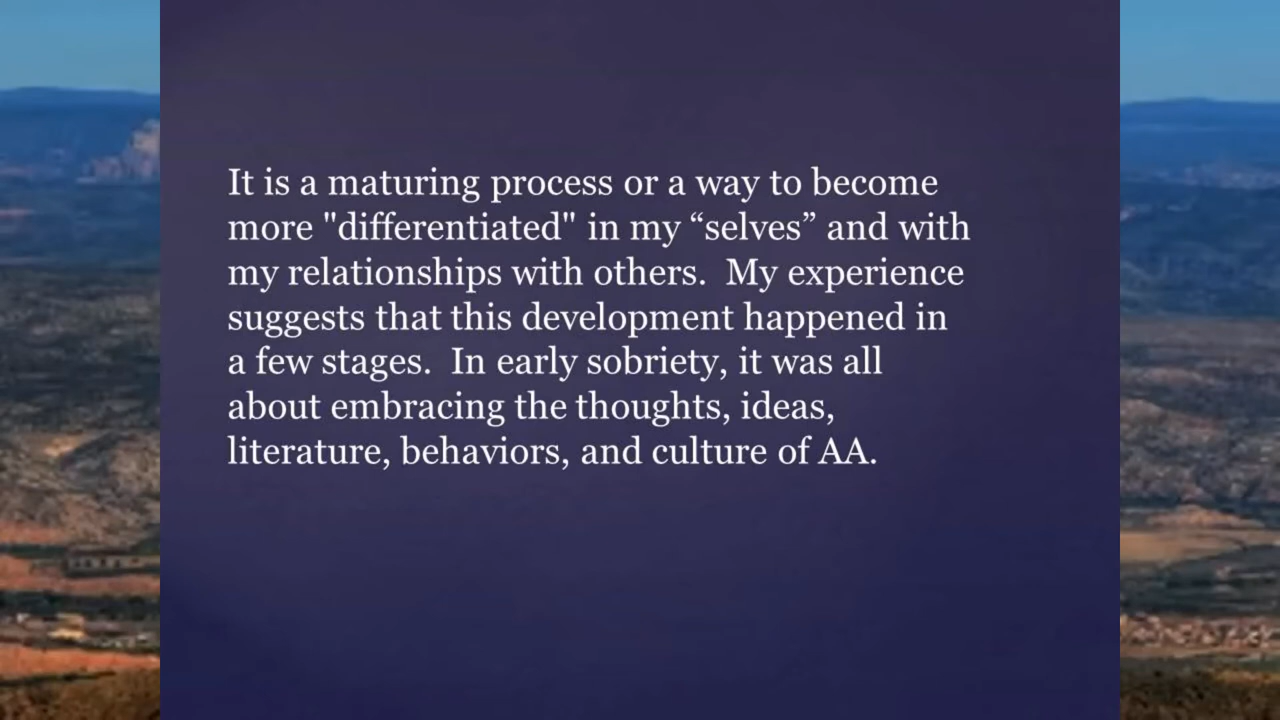 It is a maturing process or a way to become
more "differentiated" in my “selves” and with
my relationships with others.  My experience
suggests that this development happened in
a few stages.  In early sobriety, it was all
about embracing the thoughts, ideas,
literature, behaviors, and culture of AA.